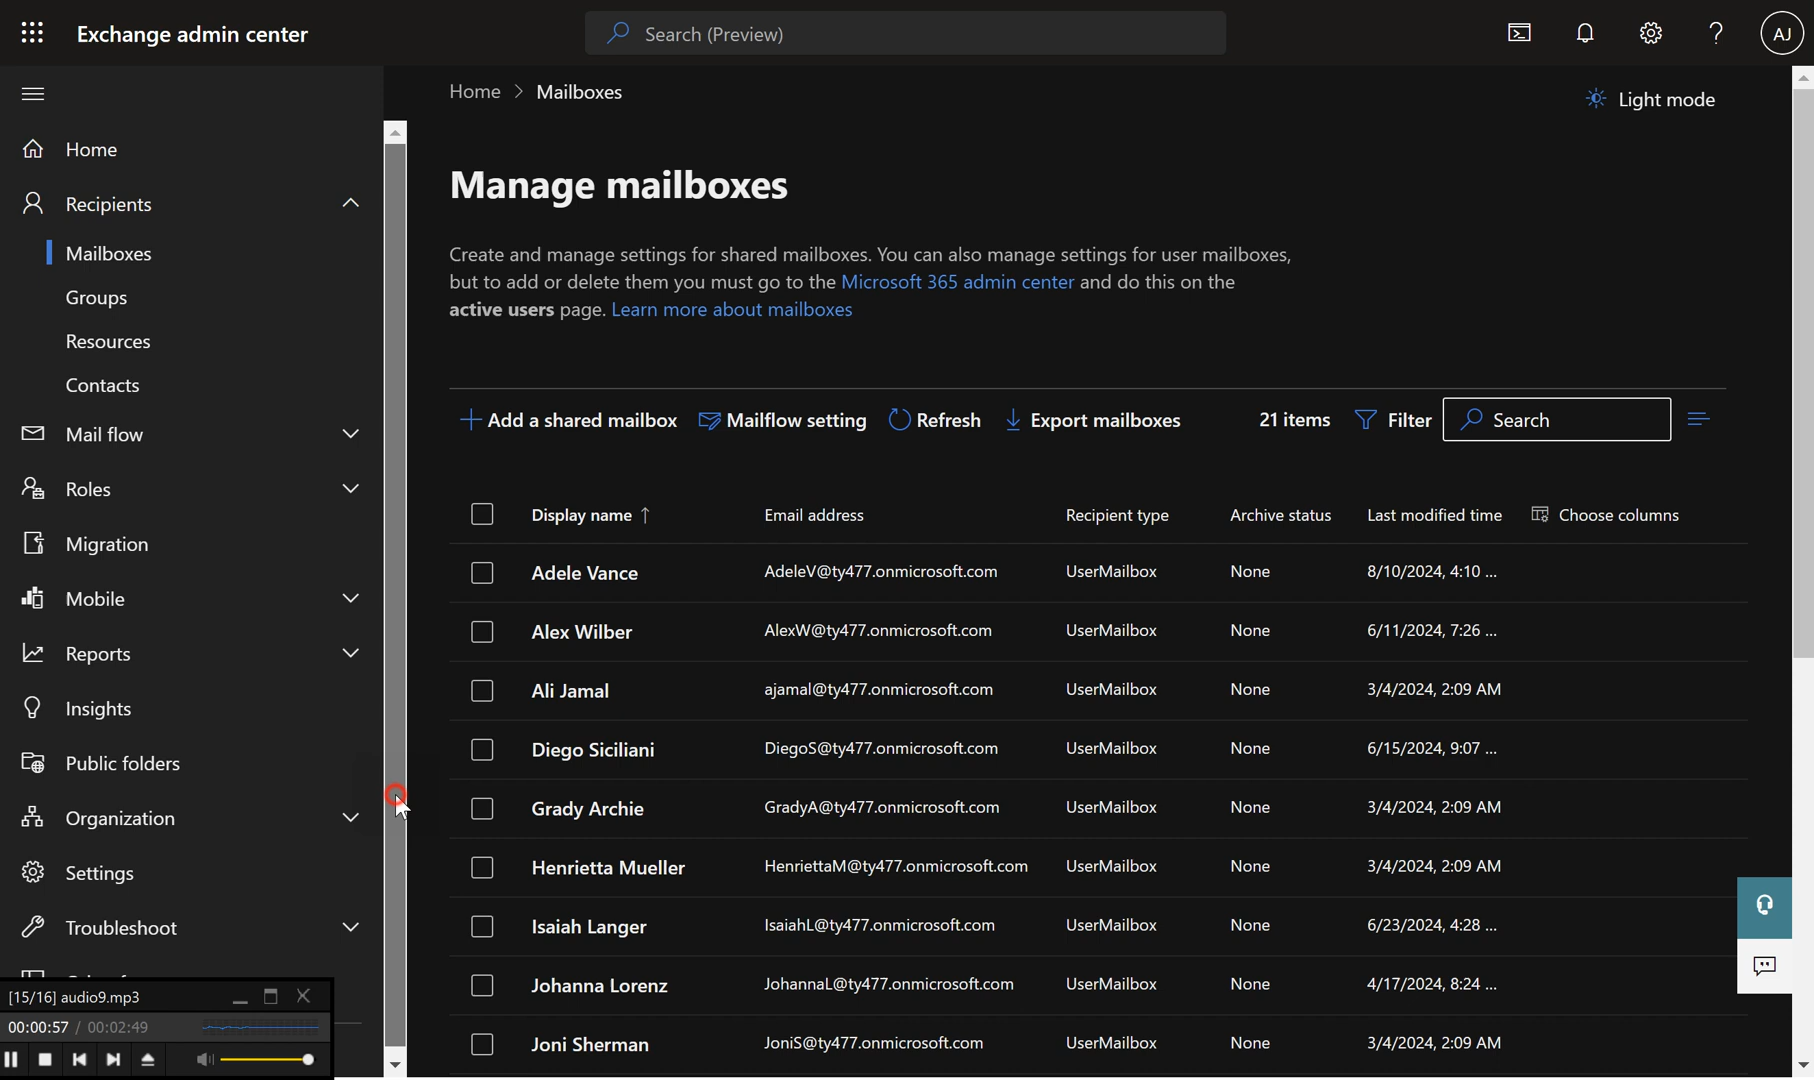 Exchange admin center
Search (Preview)
AJ
Home
Recipients
Mailboxes
Groups
Resources
Contacts
Mail flow
Roles
Migration
Mobile
Reports
Insights
Public folders
Organization
Settings
Troubleshoot
Home > Mailboxes
Light mode
Manage mailboxes
Create and manage settings for shared mailboxes. You can also manage settings for user mailboxes,
but to add or delete them you must go to the Microsoft 365 admin center and do this on the
active users page. Learn more about mailboxes
Add a shared mailbox Mailflow setting Refresh Export mailboxes 21 items Filter Search
Display name ↑ Email address Recipient type Archive status Last modified time Choose columns
Adele Vance AdeleV@ty477.onmicrosoft.com UserMailbox None 8/10/2024, 4:10 ...
Alex Wilber AlexW@ty477.onmicrosoft.com UserMailbox None 6/11/2024, 7:26 ...
Ali Jamal ajamal@ty477.onmicrosoft.com UserMailbox None 3/4/2024, 2:09 AM
Diego Siciliani DiegoS@ty477.onmicrosoft.com UserMailbox None 6/15/2024, 9:07 ...
Grady Archie GradyA@ty477.onmicrosoft.com UserMailbox None 3/4/2024, 2:09 AM
Henrietta Mueller HenriettaM@ty477.onmicrosoft.com UserMailbox None 3/4/2024, 2:09 AM
Isaiah Langer IsaiahL@ty477.onmicrosoft.com UserMailbox None 6/23/2024, 4:28 ...
Johanna Lorenz JohannaL@ty477.onmicrosoft.com UserMailbox None 4/17/2024, 8:24 ...
Joni Sherman JoniS@ty477.onmicrosoft.com UserMailbox None 3/4/2024, 2:09 AM
[15/16] audio9.mp3
00:00:57 / 00:02:49